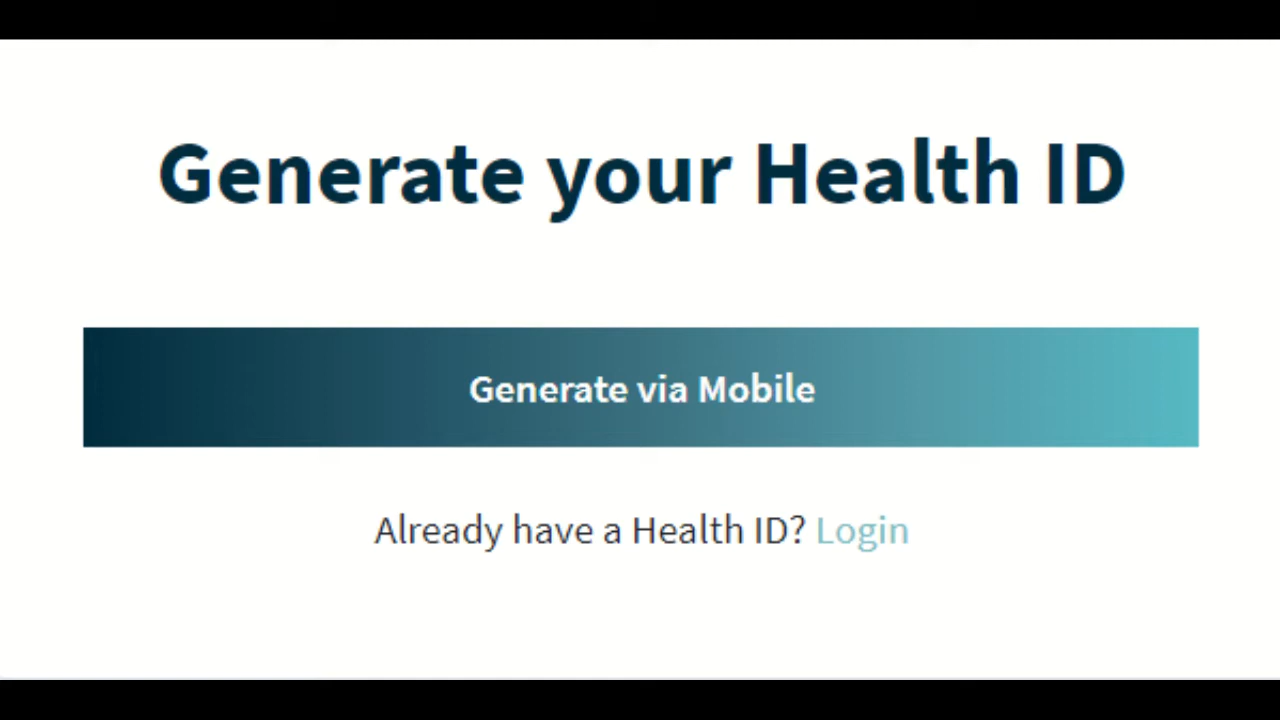 Generate your Health ID
Generate via Mobile
Already have a Health ID? Login